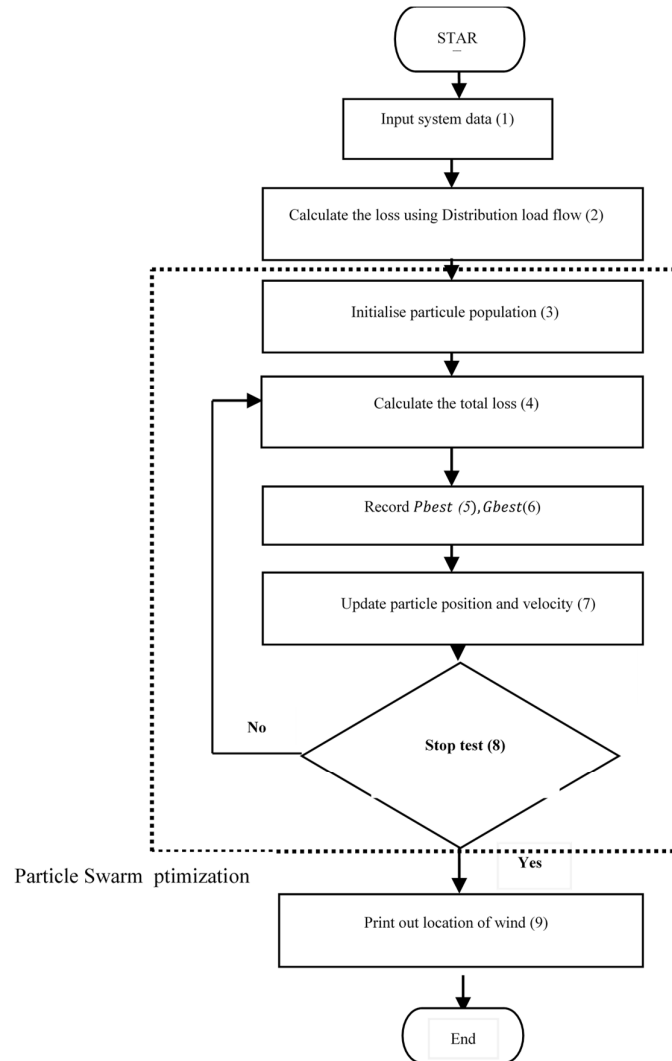 STAR
Input system data (1)
Calculate the loss using Distribution load flow (2)
Initialise particule population (3)
Calculate the total loss (4)
Record Pbest (5),Gbest(6)
Update particle position and velocity (7)
No
Stop test (8)
Yes
Particle Swarm ptimization
Print out location of wind (9)
End